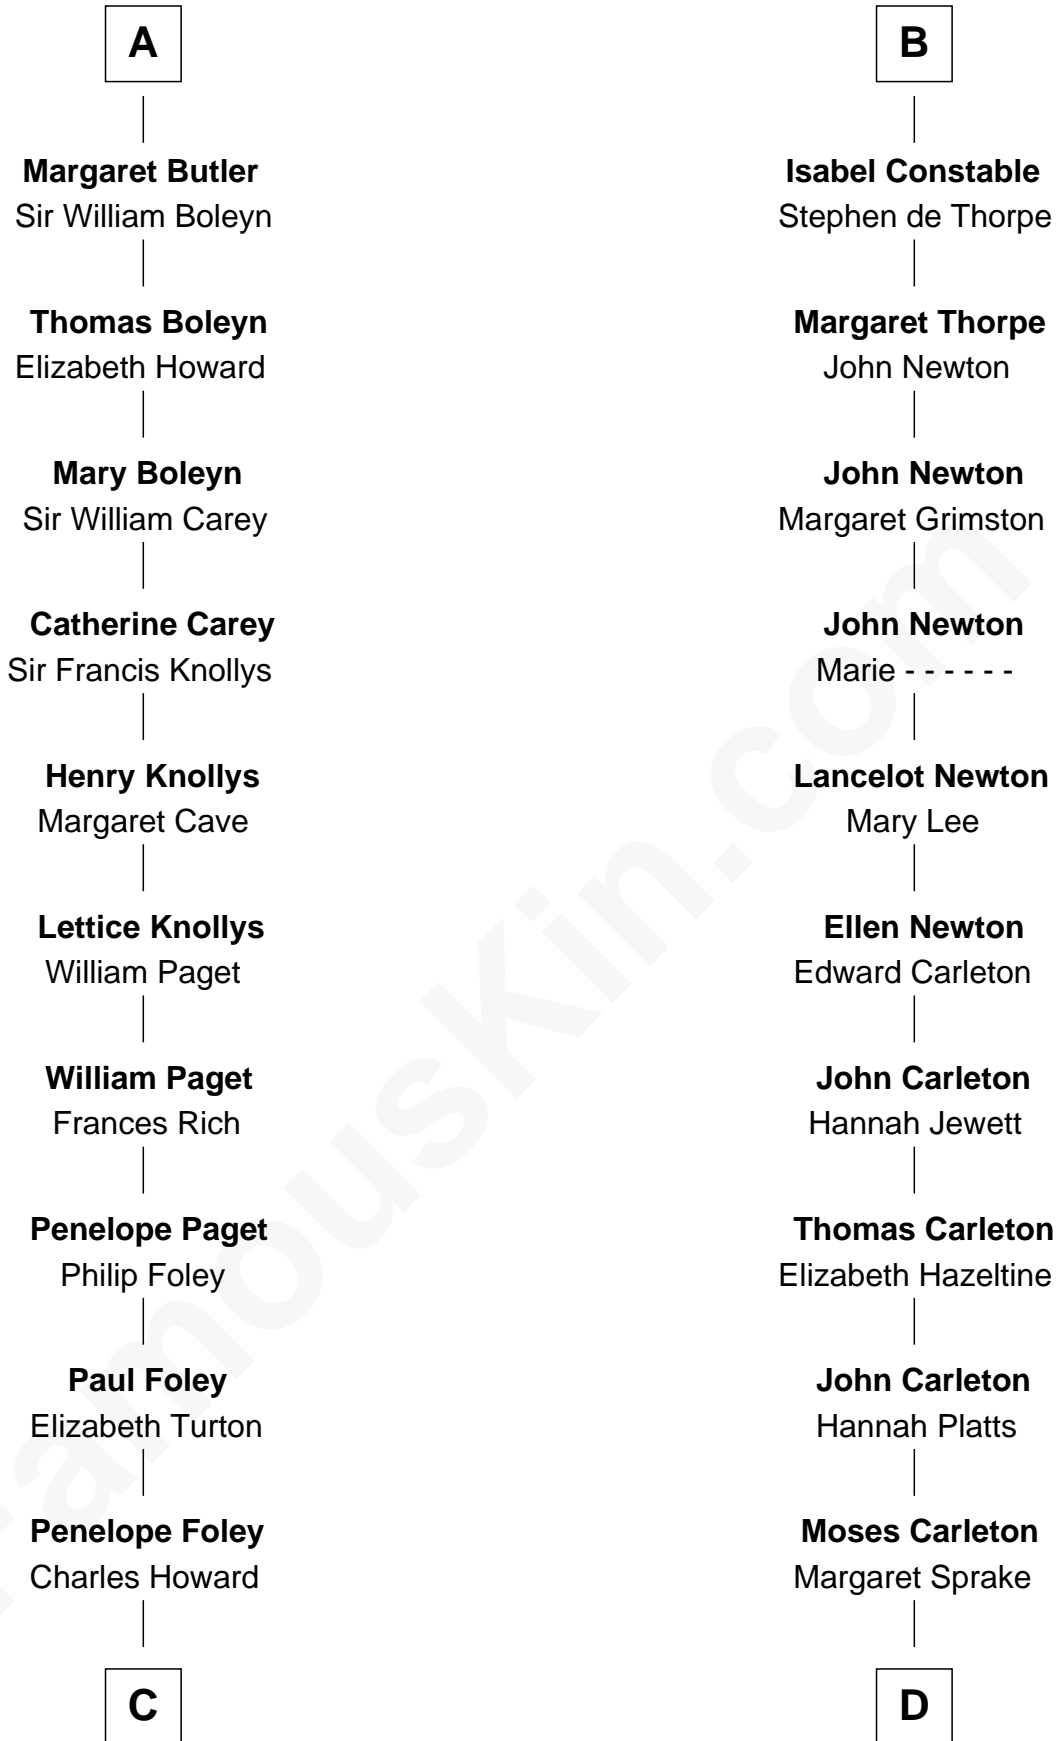 A
Margaret Butler
Sir William Boleyn
Thomas Boleyn
Elizabeth Howard
Mary Boleyn
Sir William Carey
Catherine Carey
Sir Francis Knollys
Henry Knollys
Margaret Cave
Lettice Knollys
William Paget
William Paget
Frances Rich
Penelope Paget
Philip Foley
Paul Foley
Elizabeth Turton
Penelope Foley
Charles Howard
C
B
Isabel Constable
Stephen de Thorpe
Margaret Thorpe
John Newton
John Newton
Margaret Grimston
John Newton
Marie - - - - - -
Lancelot Newton
Mary Lee
Ellen Newton
Edward Carleton
John Carleton
Hannah Jewett
Thomas Carleton
Elizabeth Hazeltine
John Carleton
Hannah Platts
Moses Carleton
Margaret Sprake
D
FamousKin.com